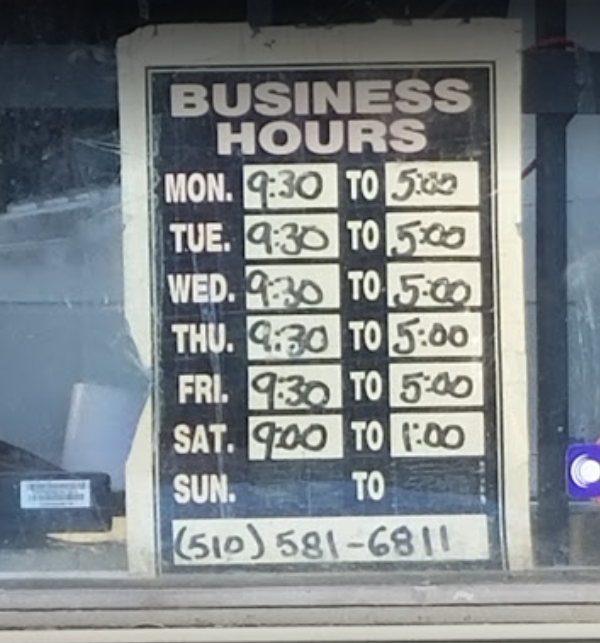 BUSINESS
HOURS
MON. 9:30 TO 5:00
TUE. 9:30 TO 5:00
WED. 9:30 TO 5:00
THU. 9:30 TO 5:00
FRI. 9:30 TO 5:00
SAT. 9:00 TO 1:00
SUN. TO
(510) 581-6811